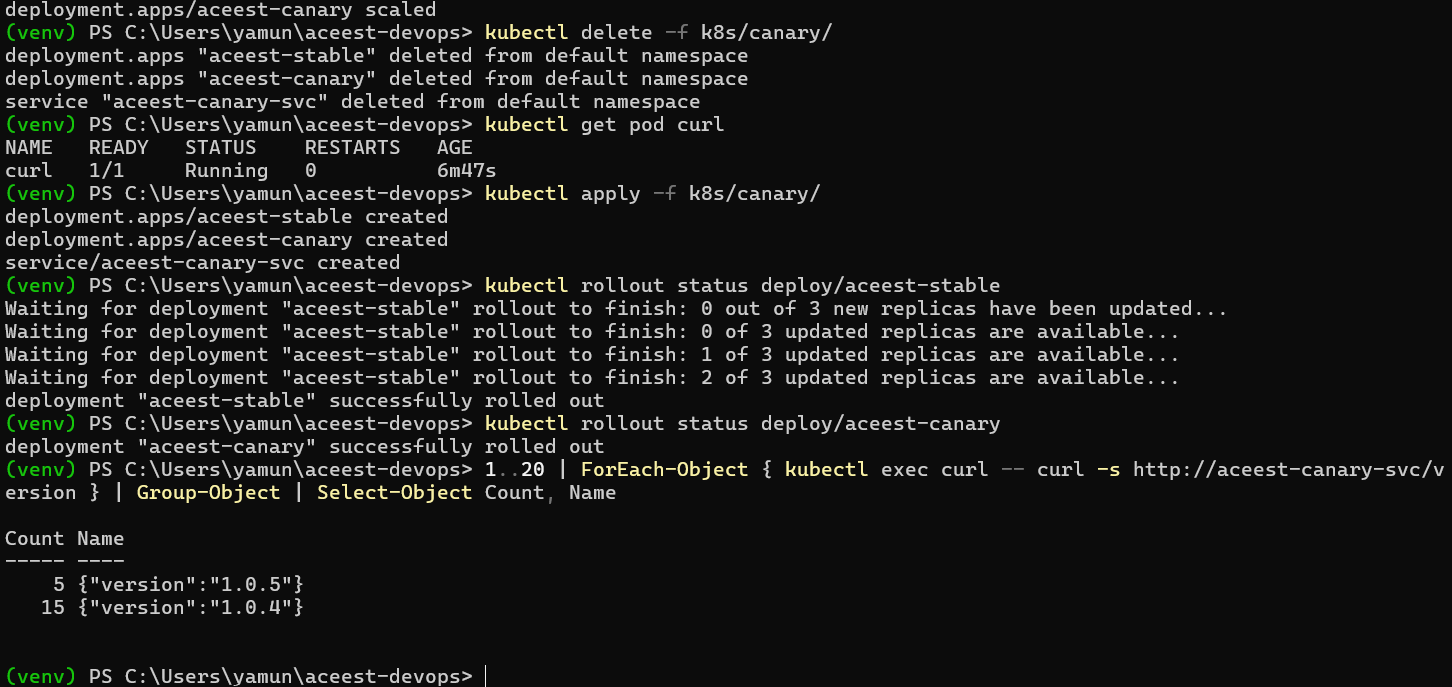 deployment.apps/aceest-canary scaled
(venv) PS C:\Users\yamun\aceest-devops> kubectl delete -f k8s/canary/
deployment.apps "aceest-stable" deleted from default namespace
deployment.apps "aceest-canary" deleted from default namespace
service "aceest-canary-svc" deleted from default namespace
(venv) PS C:\Users\yamun\aceest-devops> kubectl get pod curl
NAME   READY   STATUS    RESTARTS   AGE
curl   1/1     Running   0          6m47s
(venv) PS C:\Users\yamun\aceest-devops> kubectl apply -f k8s/canary/
deployment.apps/aceest-stable created
deployment.apps/aceest-canary created
service/aceest-canary-svc created
(venv) PS C:\Users\yamun\aceest-devops> kubectl rollout status deploy/aceest-stable
Waiting for deployment "aceest-stable" rollout to finish: 0 out of 3 new replicas have been updated...
Waiting for deployment "aceest-stable" rollout to finish: 0 of 3 updated replicas are available...
Waiting for deployment "aceest-stable" rollout to finish: 1 of 3 updated replicas are available...
Waiting for deployment "aceest-stable" rollout to finish: 2 of 3 updated replicas are available...
deployment "aceest-stable" successfully rolled out
(venv) PS C:\Users\yamun\aceest-devops> kubectl rollout status deploy/aceest-canary
deployment "aceest-canary" successfully rolled out
(venv) PS C:\Users\yamun\aceest-devops> 1..20 | ForEach-Object { kubectl exec curl -- curl -s http://aceest-canary-svc/v
ersion } | Group-Object | Select-Object Count, Name
Count Name
----- ----
    5 {"version":"1.0.5"}
   15 {"version":"1.0.4"}
(venv) PS C:\Users\yamun\aceest-devops>